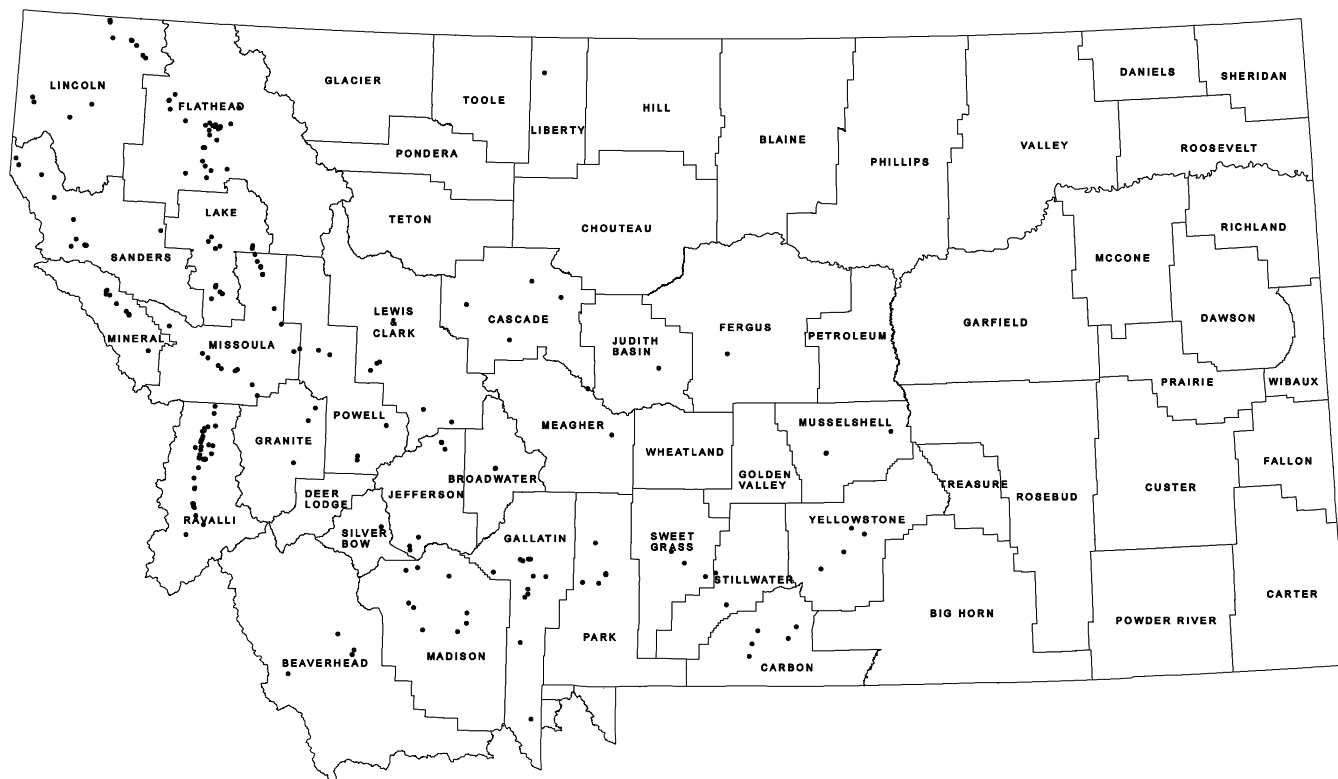 DANIELS
SHERIDAN
LINCOLN
GLACIER
TOOLE
FLATHEAD
HILL
LIBERTY
BLAINE
VALLEY
ROOSEVELT
PONDERA
PHILLIPS
LAKE
TETON
CHOUTEAU
RICHLAND
SANDERS
MCCONE
LEWIS
&
CLARK
CASCADE
FERGUS
GARFIELD
DAWSON
MINERAL
MISSOULA
JUDITH
BASIN
PETROLEUM
PRAIRIE
WIBAUX
POWELL
MEAGHER
MUSSELSHELL
GRANITE
WHEATLAND
FALLON
GOLDEN
VALLEY
BROADWATER
TREASURE
ROSEBUD
CUSTER
DEER
LODGE
JEFFERSON
RAVALLI
YELLOWSTONE
SILVER
BOW
GALLATIN
SWEET
GRASS
STILLWATER
CARTER
BIG HORN
POWDER RIVER
PARK
BEAVERHEAD
MADISON
CARBON